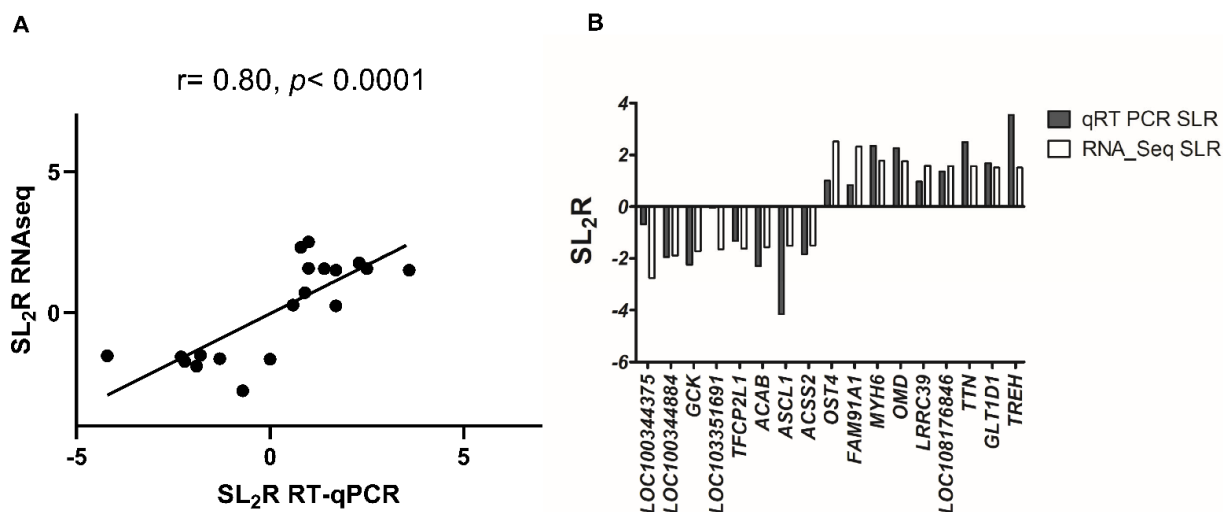 A
r= 0.80, p< 0.0001
5
0
-5
0
5
SL2R RNAseq
SL2R RT-qPCR
B
4
2
0
-2
-4
-6
SL2R
qRT PCR SLR
RNA_Seq SLR
LOC100344375
LOC100344884
GCK
LOC103351691
TFCP2L1
ACAB
ASCL1
ACSS2
OST4
FAM91A1
MYH6
OMD
LRRC39
LOC108176846
TTN
GLT1D1
TREH